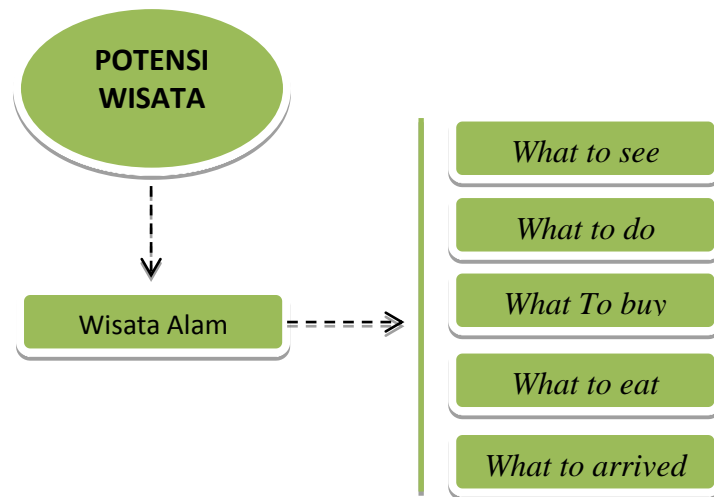 POTENSI
WISATA
What to see
What to do
Wisata Alam
What To buy
What to eat
What to arrived